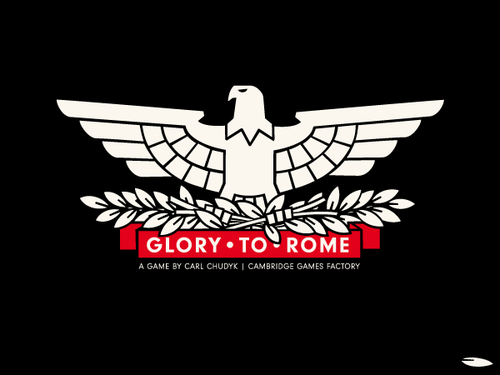 GLORY • TO • ROME
A GAME BY CARL CHUDYK | CAMBRIDGE GAMES FACTORY